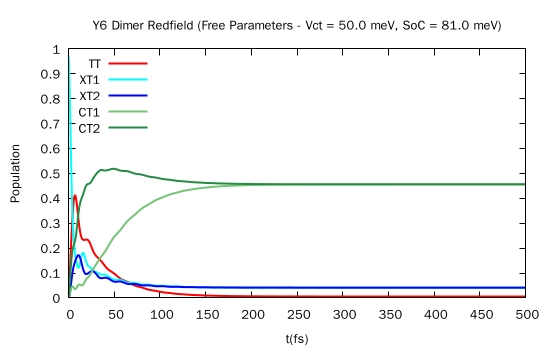 Y6 Dimer Redfield (Free Parameters - Vct = 50.0 meV, SoC = 81.0 meV)
1
0.9
0.8
0.7
0.6
0.5
0.4
0.3
0.2
0.1
0
Population
TT
XT1
XT2
CT1
CT2
0 50 100 150 200 250 300 350 400 450 500
t(fs)